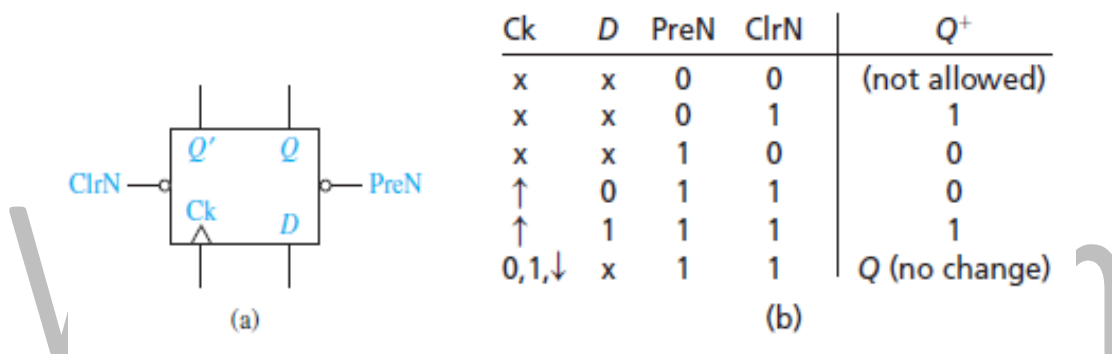 Q′ Q
ClrN PreN
Ck D
(a)
Ck D PreN ClrN Q⁺
x x 0 0 (not allowed)
x x 0 1 1
x x 1 0 0
↑ 0 1 1 0
↑ 1 1 1 1
0,1,↓ x 1 1 Q (no change)
(b)